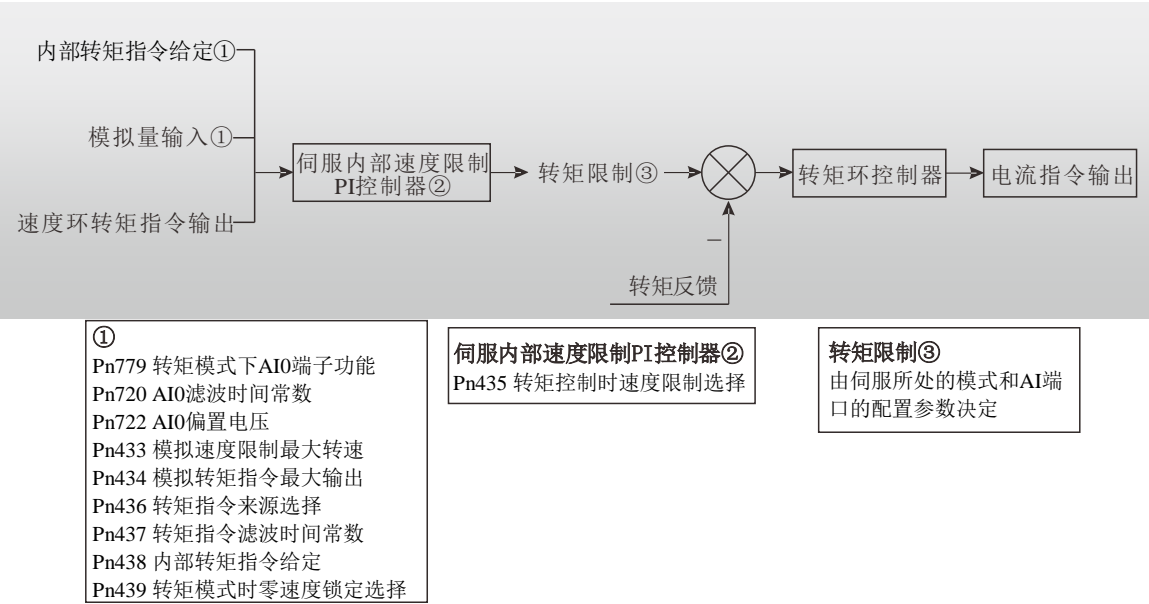 内部转矩指令给定①
模拟量输入①
速度环转矩指令输出
伺服内部速度限制
PI控制器②
转矩限制③
转矩环控制器
电流指令输出
−
转矩反馈
①
Pn779 转矩模式下AI0端子功能
Pn720 AI0滤波时间常数
Pn722 AI0偏置电压
Pn433 模拟速度限制最大转速
Pn434 模拟转矩指令最大输出
Pn436 转矩指令来源选择
Pn437 转矩指令滤波时间常数
Pn438 内部转矩指令给定
Pn439 转矩模式时零速度锁定选择
伺服内部速度限制PI控制器②
Pn435 转矩控制时速度限制选择
转矩限制③
由伺服所处的模式和AI端
口的配置参数决定